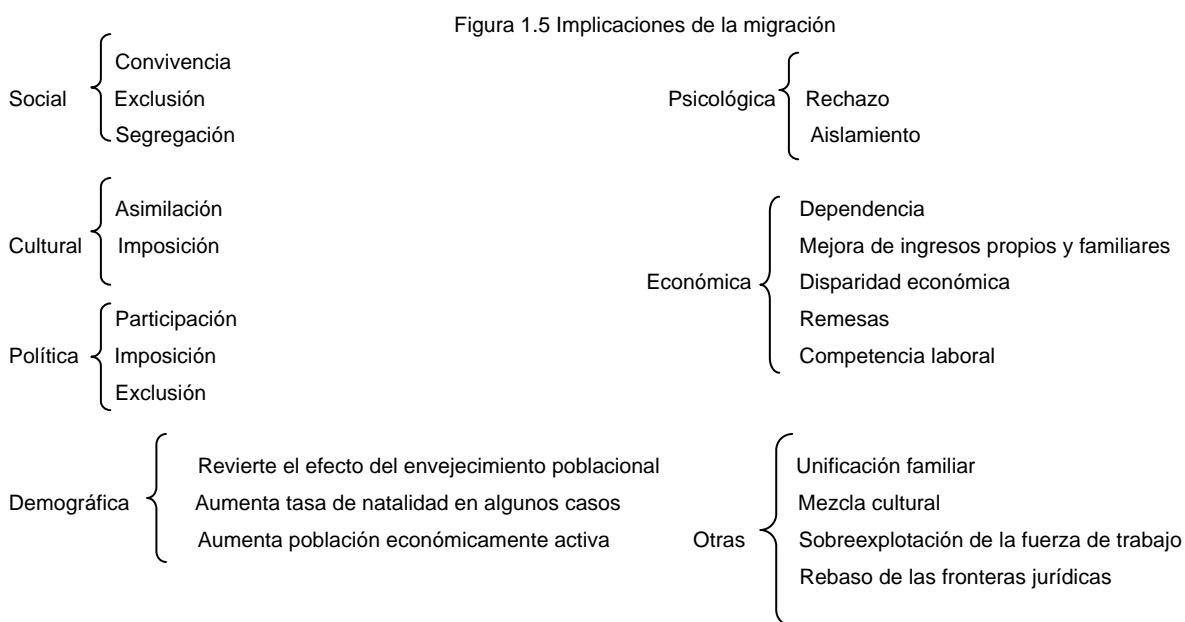 Figura 1.5 Implicaciones de la migración
Social
Convivencia
Exclusión
Segregación
Psicológica
Rechazo
Aislamiento
Cultural
Asimilación
Imposición
Económica
Dependencia
Mejora de ingresos propios y familiares
Disparidad económica
Remesas
Competencia laboral
Política
Participación
Imposición
Exclusión
Demográfica
Revierte el efecto del envejecimiento poblacional
Aumenta tasa de natalidad en algunos casos
Aumenta población económicamente activa
Otras
Unificación familiar
Mezcla cultural
Sobreexplotación de la fuerza de trabajo
Rebaso de las fronteras jurídicas